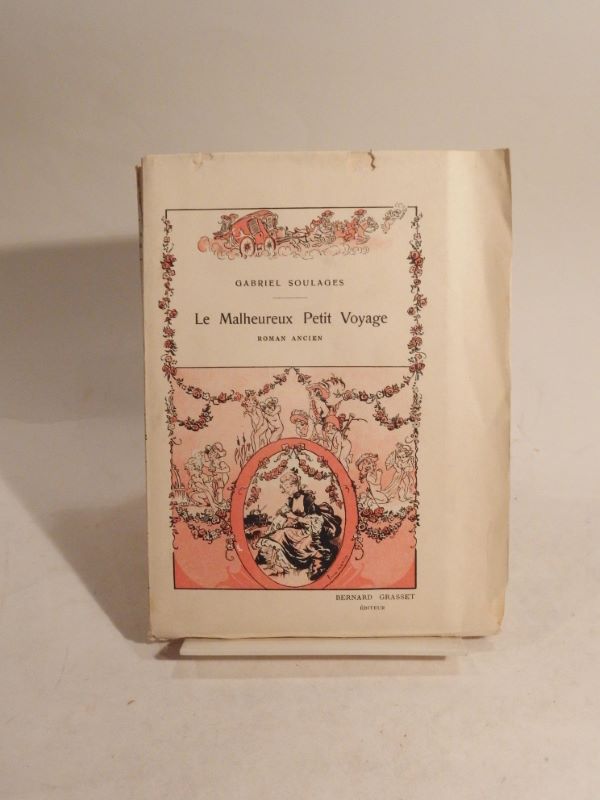 GABRIEL SOULAGES
Le Malheureux Petit Voyage
ROMAN ANCIEN
BERNARD GRASSET
ÉDITEUR